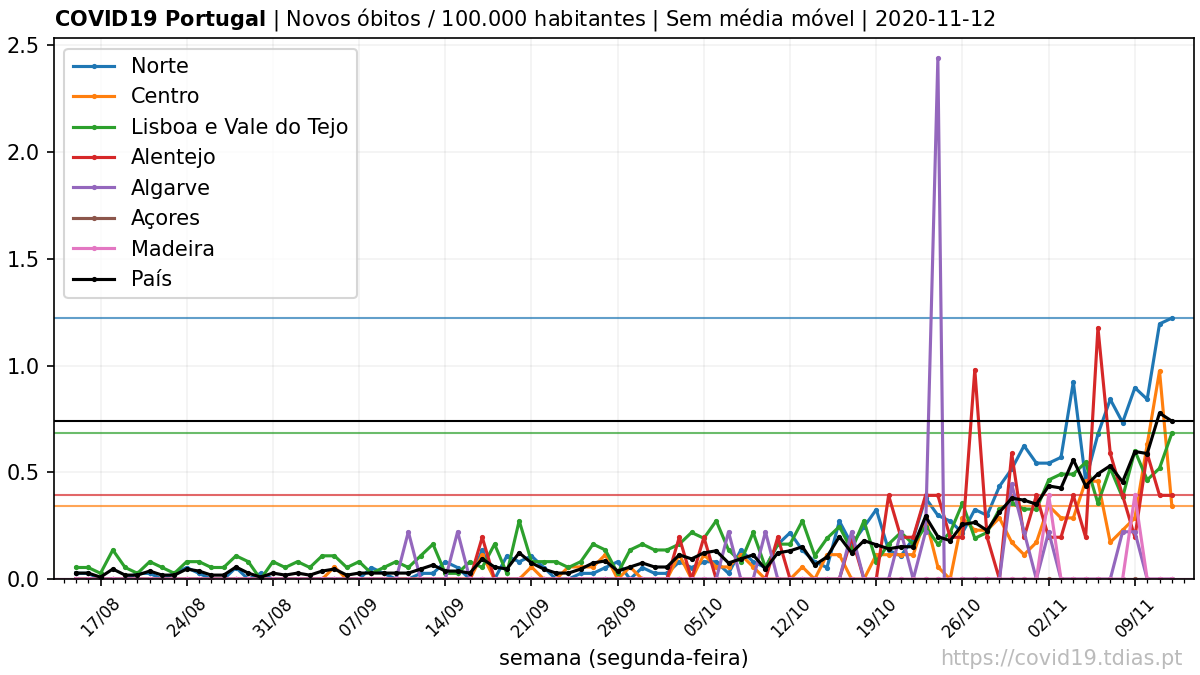 COVID19 Portugal | Novos óbitos / 100.000 habitantes | Sem média móvel | 2020-11-12
2.5
2.0
1.5
1.0
0.5
0.0
Norte
Centro
Lisboa e Vale do Tejo
Alentejo
Algarve
Açores
Madeira
País
17/08 24/08 31/08 07/09 14/09 21/09 28/09 05/10 12/10 19/10 26/10 02/11 09/11
semana (segunda-feira)
https://covid19.tdias.pt